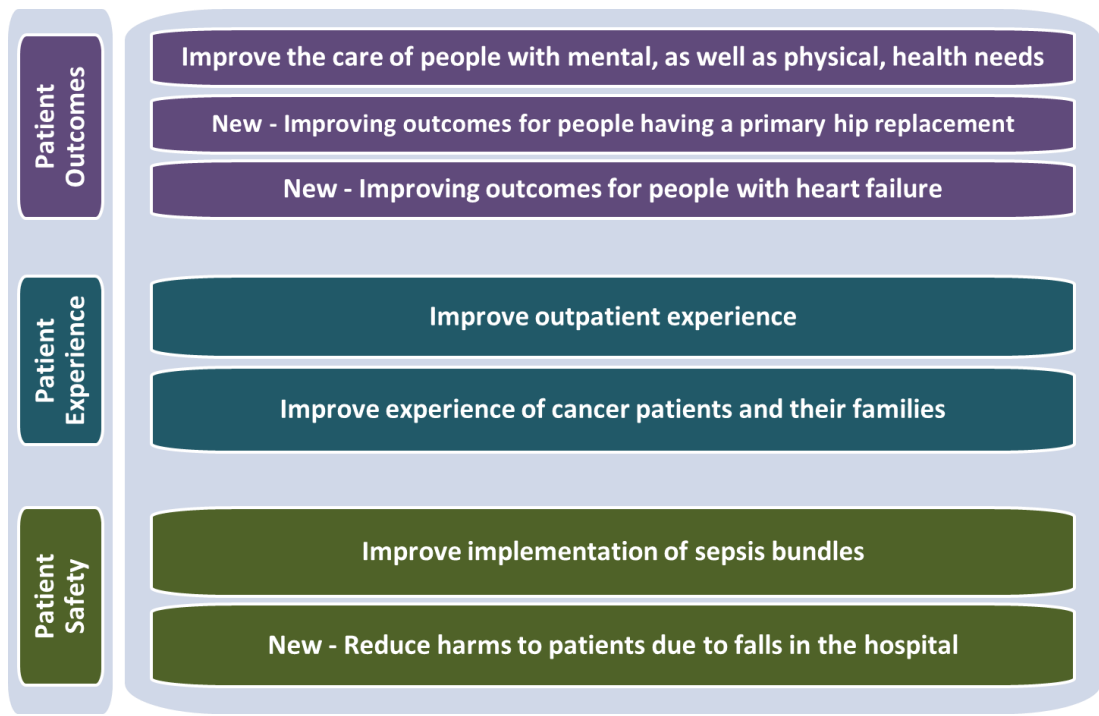 Patient
Outcomes
Improve the care of people with mental, as well as physical, health needs
New - Improving outcomes for people having a primary hip replacement
New - Improving outcomes for people with heart failure
Patient
Experience
Improve outpatient experience
Improve experience of cancer patients and their families
Patient
Safety
Improve implementation of sepsis bundles
New - Reduce harms to patients due to falls in the hospital